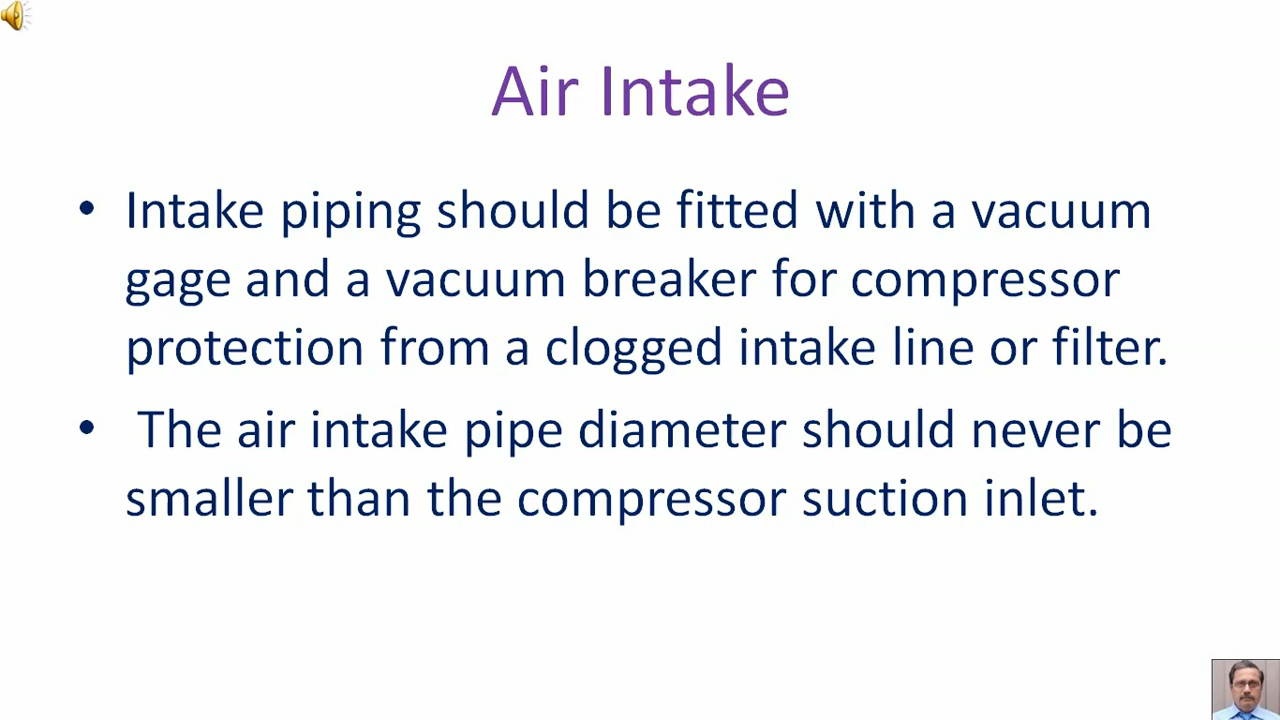 Air Intake
• Intake piping should be fitted with a vacuum
gage and a vacuum breaker for compressor
protection from a clogged intake line or filter.
• The air intake pipe diameter should never be
smaller than the compressor suction inlet.